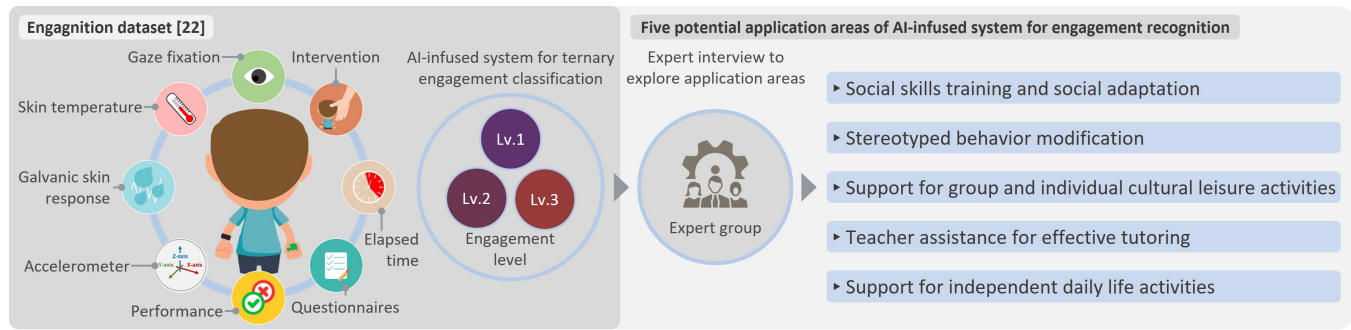 Engagnition dataset [22]
Gaze fixation
Intervention
Skin temperature
Galvanic skin
response
Elapsed
time
Accelerometer
Z-axis
Y-axis
X-axis
Performance
Questionnaires
AI-infused system for ternary
engagement classification
Lv.1
Lv.2
Lv.3
Engagement
level
Five potential application areas of AI-infused system for engagement recognition
Expert interview to
explore application areas
Expert group
‣ Social skills training and social adaptation
‣ Stereotyped behavior modification
‣ Support for group and individual cultural leisure activities
‣ Teacher assistance for effective tutoring
‣ Support for independent daily life activities